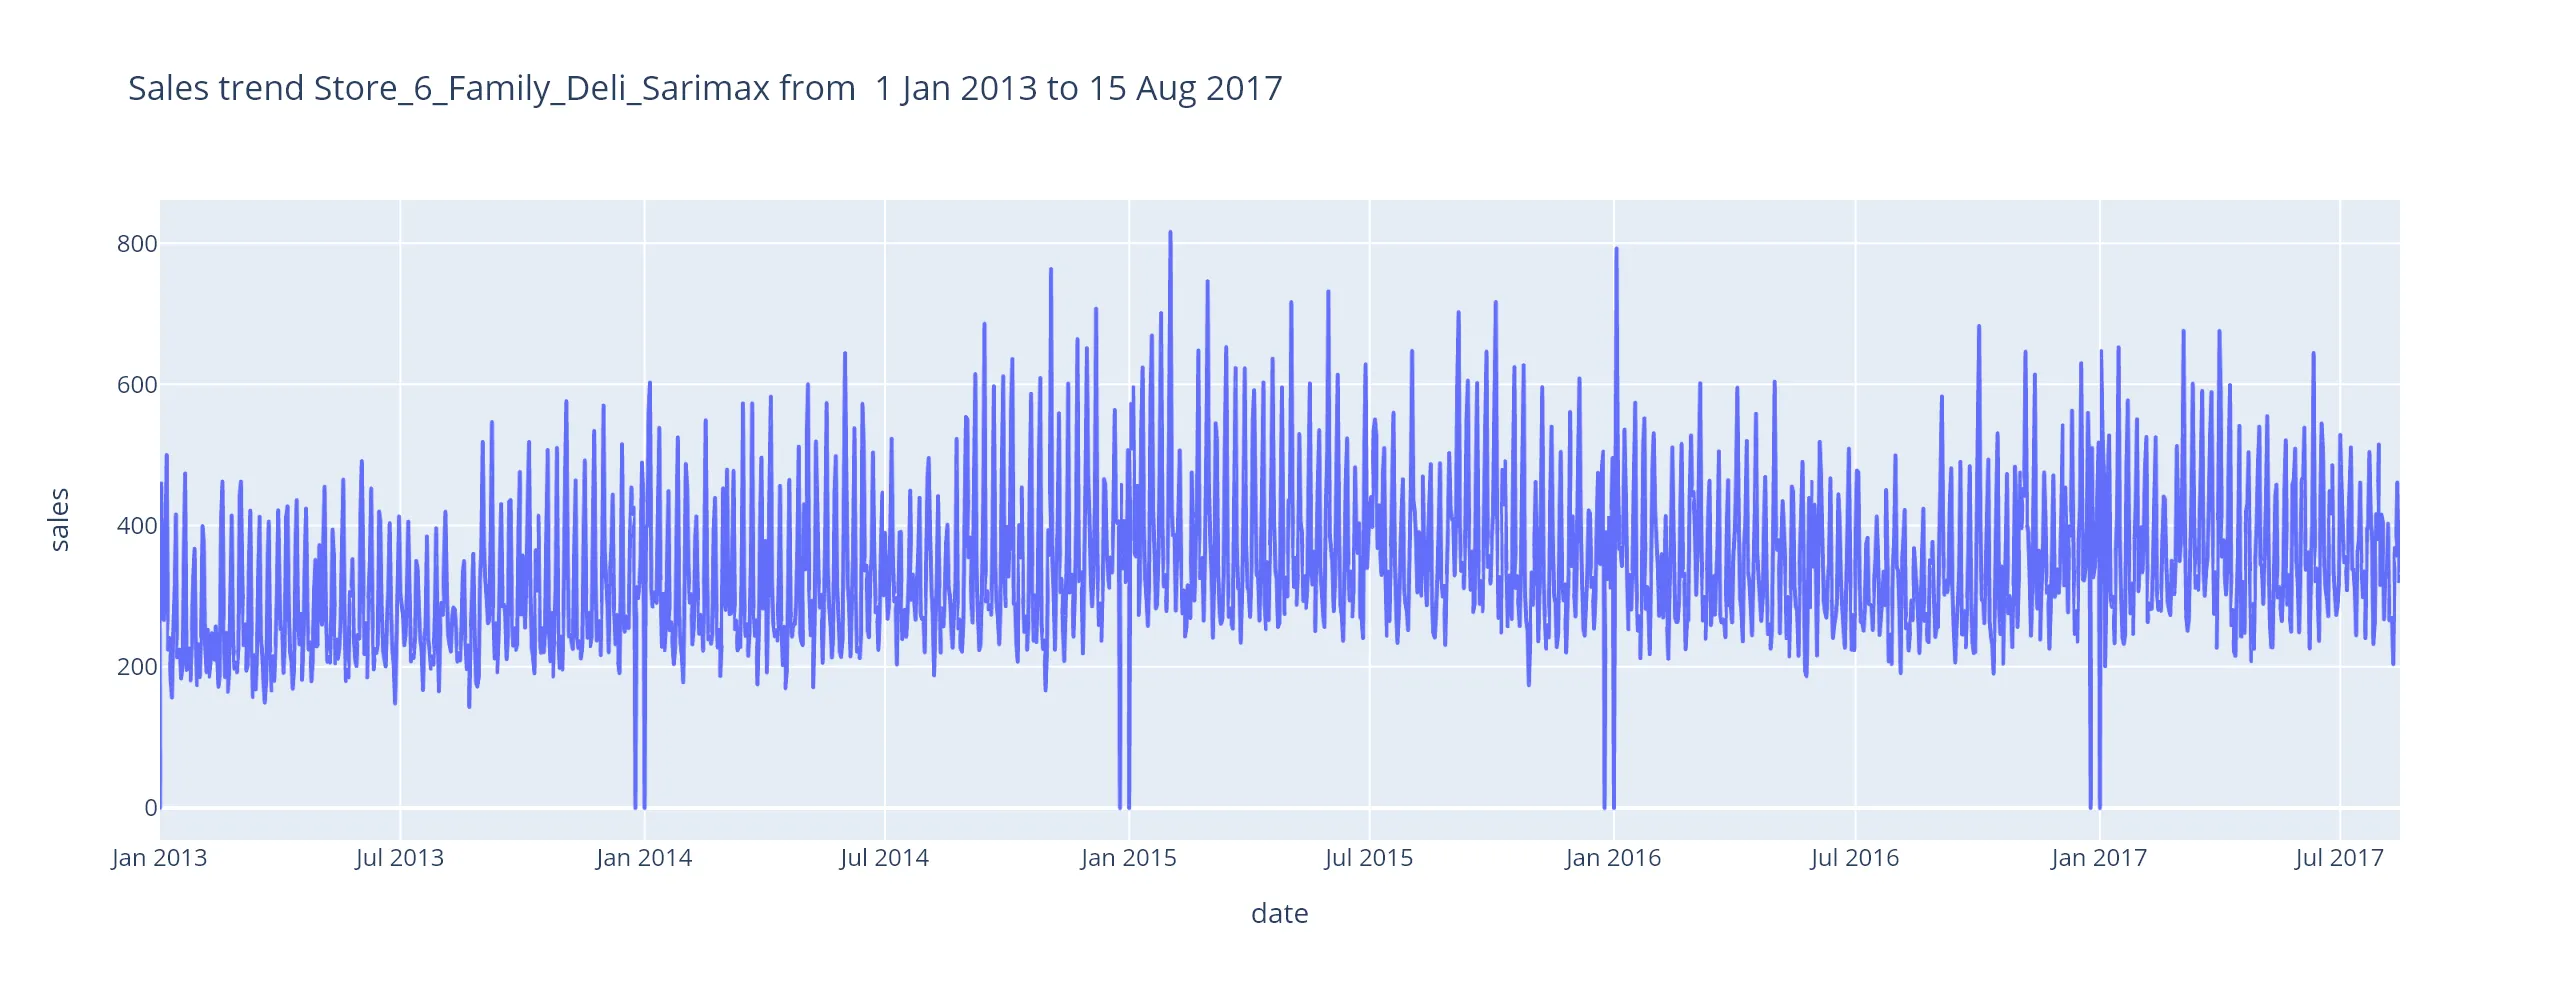 Sales trend Store_6_Family_Deli_Sarimax from  1 Jan 2013 to 15 Aug 2017
800
600
400
200
0
sales
Jan 2013 Jul 2013 Jan 2014 Jul 2014 Jan 2015 Jul 2015 Jan 2016 Jul 2016 Jan 2017 Jul 2017
date